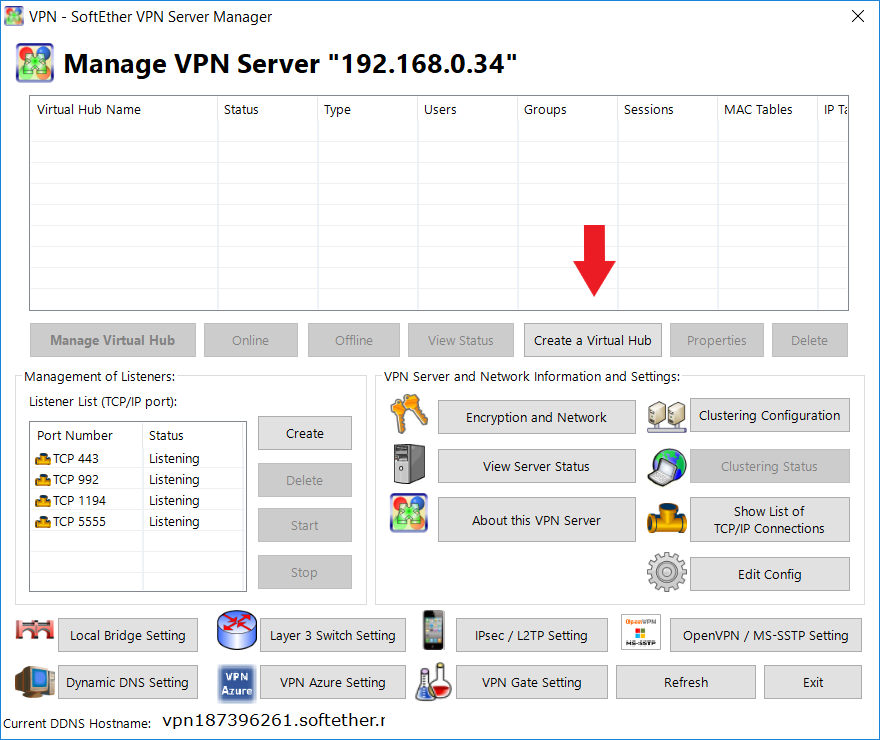 VPN - SoftEther VPN Server Manager
Manage VPN Server "192.168.0.34"
Virtual Hub Name Status Type Users Groups Sessions MAC Tables IP Ta
Manage Virtual Hub Online Offline View Status Create a Virtual Hub Properties Delete
Management of Listeners:
Listener List (TCP/IP port):
Port Number Status
TCP 443 Listening
TCP 992 Listening
TCP 1194 Listening
TCP 5555 Listening
Create
Delete
Start
Stop
VPN Server and Network Information and Settings:
Encryption and Network Clustering Configuration
View Server Status Clustering Status
About this VPN Server Show List of
TCP/IP Connections
Edit Config
Local Bridge Setting Layer 3 Switch Setting IPsec / L2TP Setting OpenVPN MS-SSTP OpenVPN / MS-SSTP Setting
Dynamic DNS Setting VPN Azure VPN Azure Setting VPN Gate Setting Refresh Exit
Current DDNS Hostname: vpn187396261.softether.r